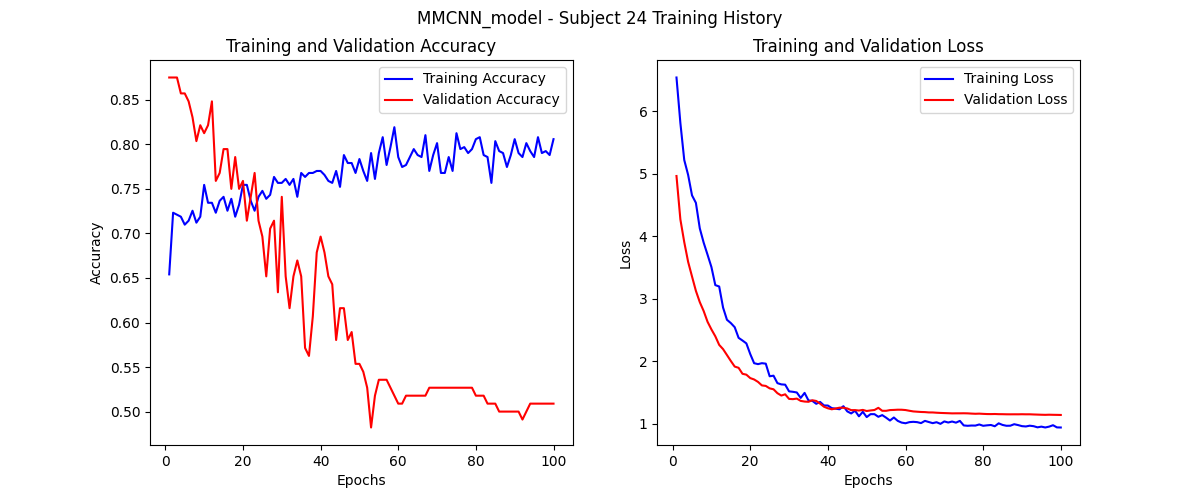 MMCNN_model - Subject 24 Training History
Training and Validation Accuracy
Training Accuracy
Validation Accuracy
Accuracy
0.85
0.80
0.75
0.70
0.65
0.60
0.55
0.50
0
20
40
60
80
100
Epochs
Training and Validation Loss
Training Loss
Validation Loss
Loss
6
5
4
3
2
1
0
20
40
60
80
100
Epochs